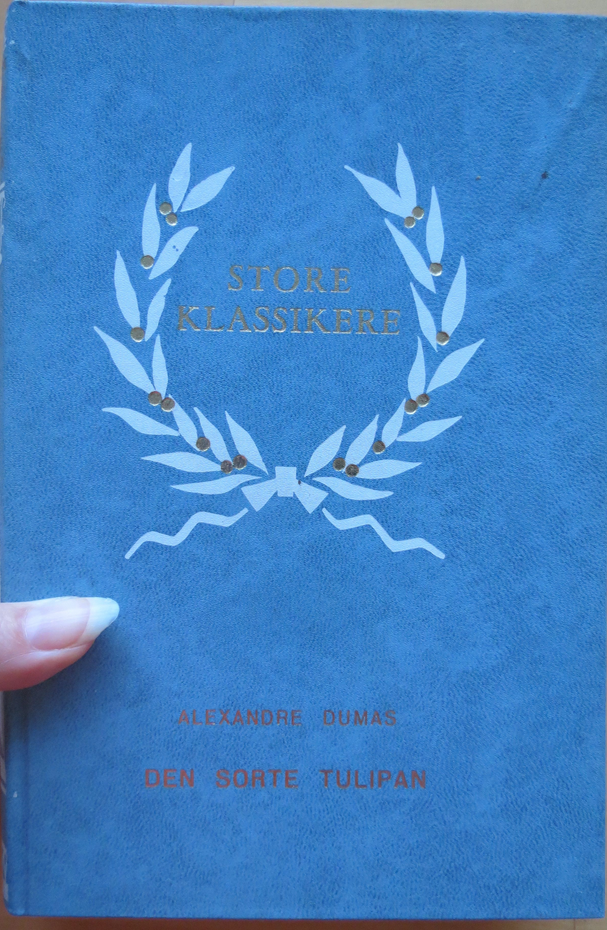 STORE
KLASSIKERE
ALEXANDRE DUMAS
DEN SORTE TULIPAN